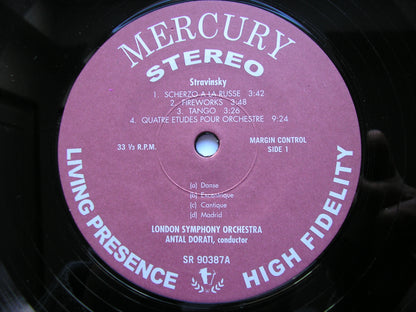 MERCURY
STEREO
Stravinsky
1. SCHERZO A LA RUSSE 3:42
2. FIREWORKS 3:48
3. TANGO 3:26
4. QUATRE ETUDES POUR ORCHESTRE 9:24
33 ⅓ R.P.M.
MARGIN CONTROL
SIDE 1
(a) Danse
(b) Excentrique
(c) Cantique
(d) Madrid
LONDON SYMPHONY ORCHESTRA
ANTAL DORATI, conductor
SR 90387A
LIVING PRESENCE
HIGH FIDELITY